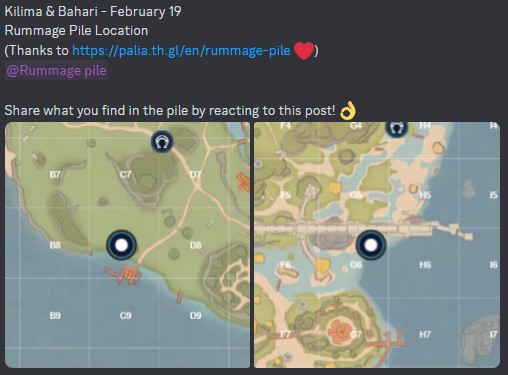 Kilima & Bahari - February 19
Rummage Pile Location
(Thanks to https://palia.th.gl/en/rummage-pile ❤️)
@Rummage pile
Share what you find in the pile by reacting to this post! 👌
F4 G4 H4 I4
B7 C7 D7
F5 G5 H5 I5
B8 D8
F6 G6 H6 I6
B9 C9 D9
F7 G7 H7 I7